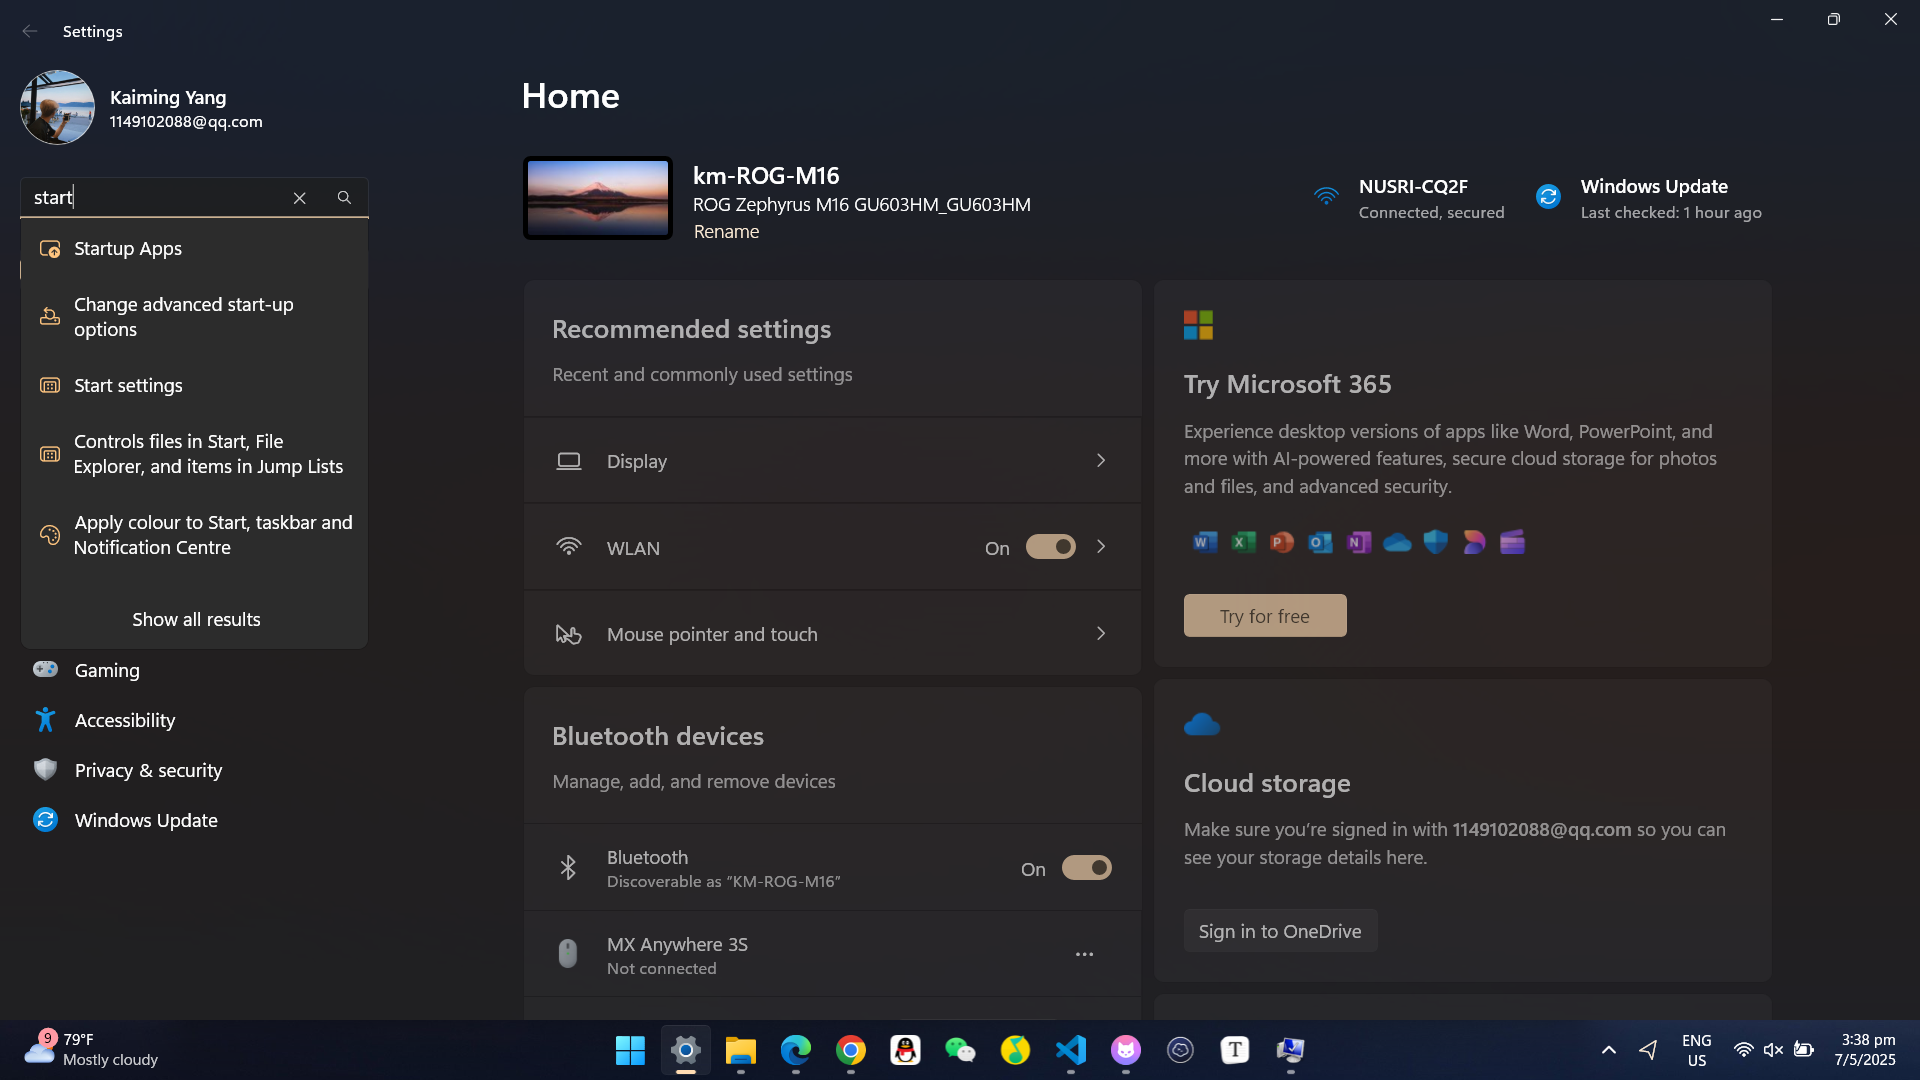 Settings
Kaiming Yang
1149102088@qq.com
start
Startup Apps
Change advanced start-up
options
Start settings
Controls files in Start, File
Explorer, and items in Jump Lists
Apply colour to Start, taskbar and
Notification Centre
Show all results
Gaming
Accessibility
Privacy & security
Windows Update
Home
km-ROG-M16
ROG Zephyrus M16 GU603HM_GU603HM
Rename
NUSRI-CQ2F
Connected, secured
Windows Update
Last checked: 1 hour ago
Recommended settings
Recent and commonly used settings
Display
WLAN
On
Mouse pointer and touch
Bluetooth devices
Manage, add, and remove devices
Bluetooth
Discoverable as “KM-ROG-M16”
On
MX Anywhere 3S
Not connected
Try Microsoft 365
Experience desktop versions of apps like Word, PowerPoint, and
more with AI-powered features, secure cloud storage for photos
and files, and advanced security.
W X P O N
Try for free
Cloud storage
Make sure you’re signed in with 1149102088@qq.com so you can
see your storage details here.
Sign in to OneDrive
9
79°F
Mostly cloudy
T
ENG
US
3:38 pm
7/5/2025